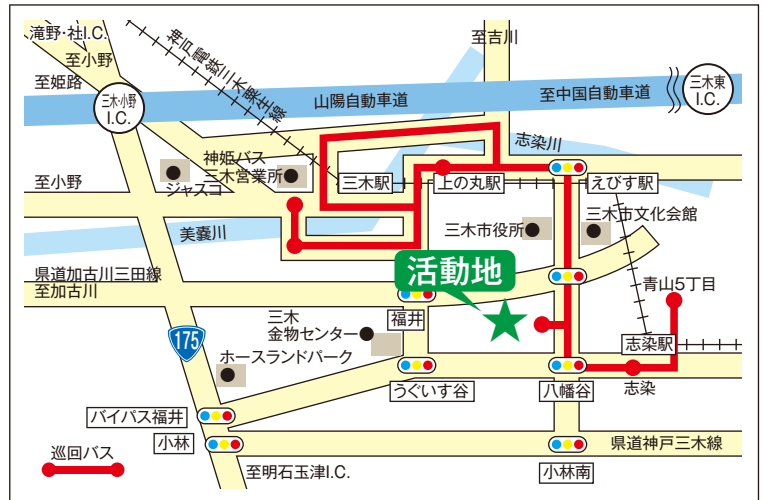 滝野・社I.C.
至小野
至姫路
三木・小野
I.C.
神戸電鉄三木粟生線
至吉川
山陽自動車道
至中国自動車道
三木東
I.C.
志染川
神姫バス
三木営業所
ジャスコ
至小野
三木駅
上の丸駅
えびす駅
美嚢川
三木市役所
三木市文化会館
活動地
県道加古川三田線
至加古川
福井
青山5丁目
175
三木
金物センター
ホースランドパーク
志染駅
うぐいす谷
八幡谷
志染
バイパス福井
小林
県道神戸三木線
巡回バス
至明石玉津I.C.
小林南